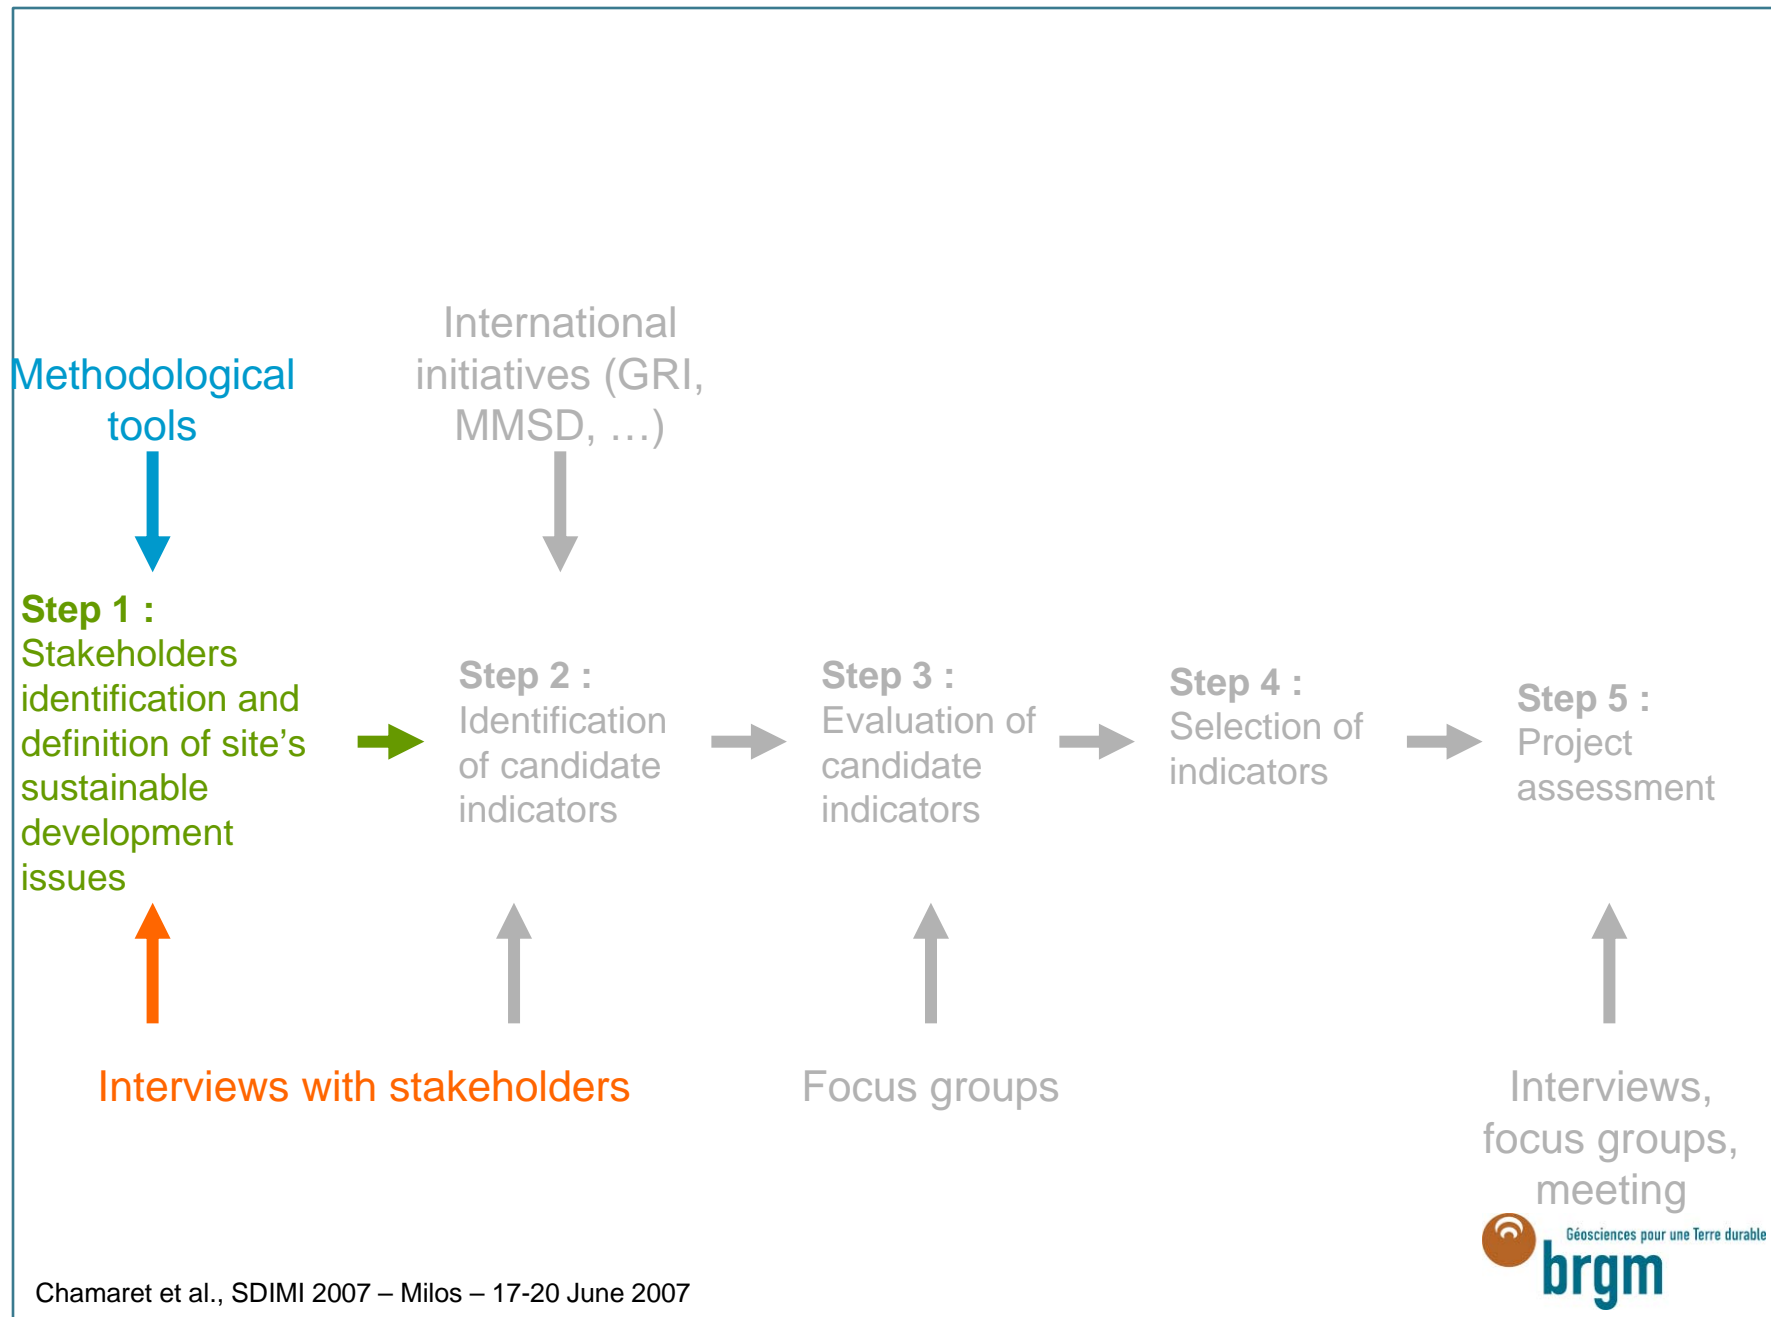 Methodological
tools
International
initiatives (GRI,
MMSD, …)
Step 1 :
Stakeholders
identification and
definition of site’s
sustainable
development
issues
Step 2 :
Identification
of candidate
indicators
Step 3 :
Evaluation of
candidate
indicators
Step 4 :
Selection of
indicators
Step 5 :
Project
assessment
Interviews with stakeholders
Focus groups
Interviews,
focus groups,
meeting
Géosciences pour une Terre durable
brgm
Chamaret et al., SDIMI 2007 – Milos – 17-20 June 2007